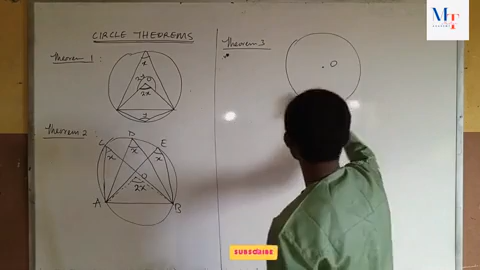 CIRCLE THEOREMS
Theorem 1 :
x
O
2x
Theorem 2 :
C
D
E
x
x
x
O
2x
A
B
Theorem 3
O
MT
SUBSCRIBE